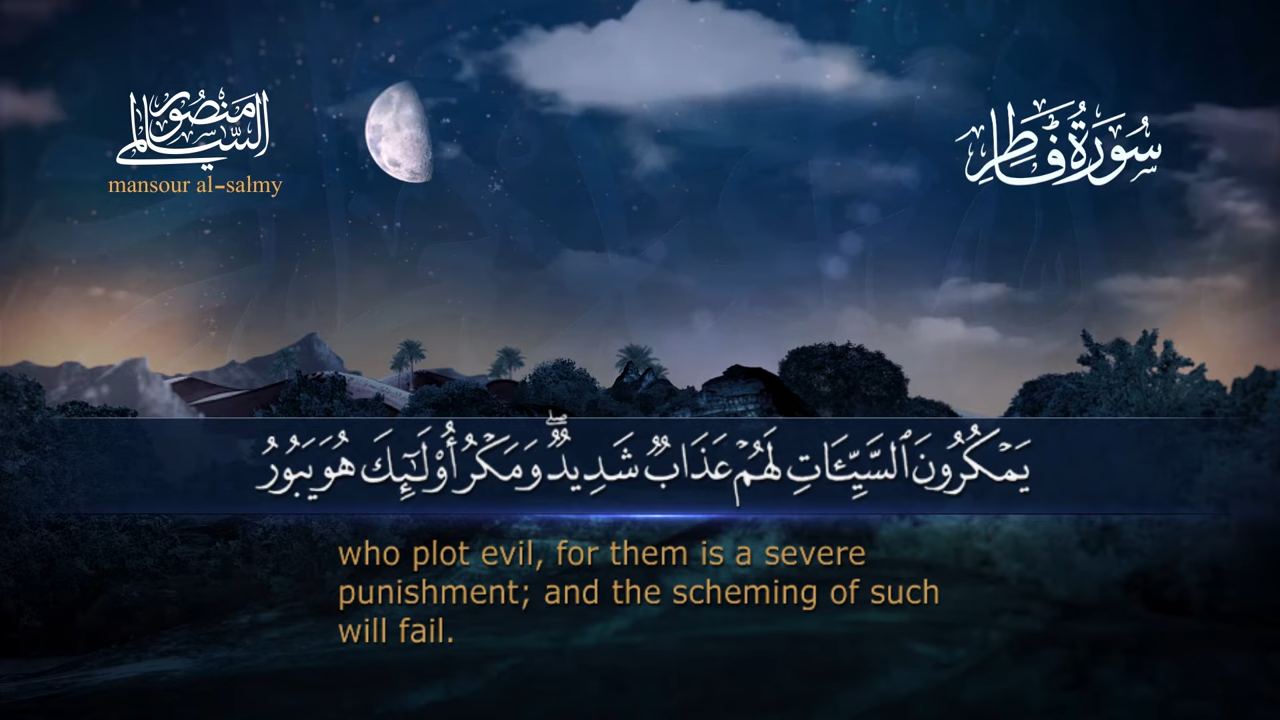 منصور السالمي
mansour al-salmy
سُورَةُ فَاطِرٍ
يَمْكُرُونَ ٱلسَّيِّـَٔاتِ لَهُمْ عَذَابٌ شَدِيدٌ ۖ وَمَكْرُ أُو۟لَـٰٓئِكَ هُوَ يَبُورُ
who plot evil, for them is a severe
punishment; and the scheming of such
will fail.